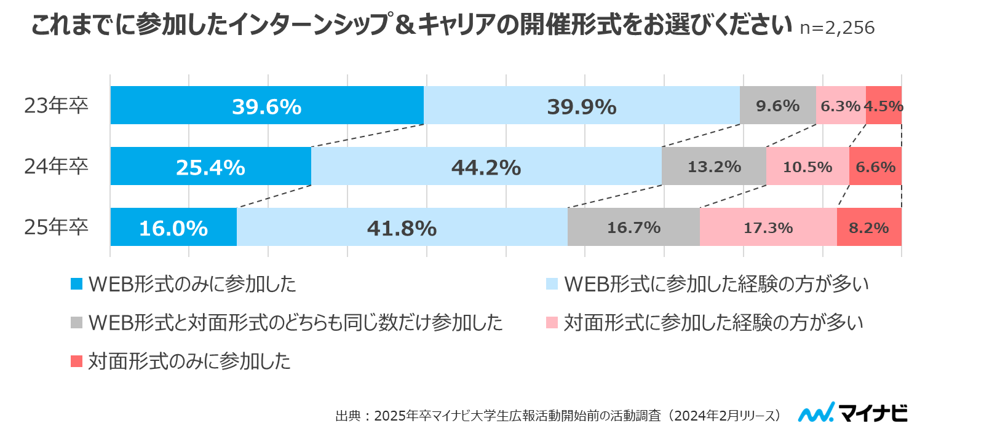 これまでに参加したインターンシップ＆キャリアの開催形式をお選びください n=2,256
23年卒 39.6% 39.9% 9.6% 6.3% 4.5%
24年卒 25.4% 44.2% 13.2% 10.5% 6.6%
25年卒 16.0% 41.8% 16.7% 17.3% 8.2%
WEB形式のみに参加した WEB形式に参加した経験の方が多い
WEB形式と対面形式のどちらも同じ数だけ参加した 対面形式に参加した経験の方が多い
対面形式のみに参加した
出典：2025年卒マイナビ大学生広報活動開始前の活動調査（2024年2月リリース） マイナビ